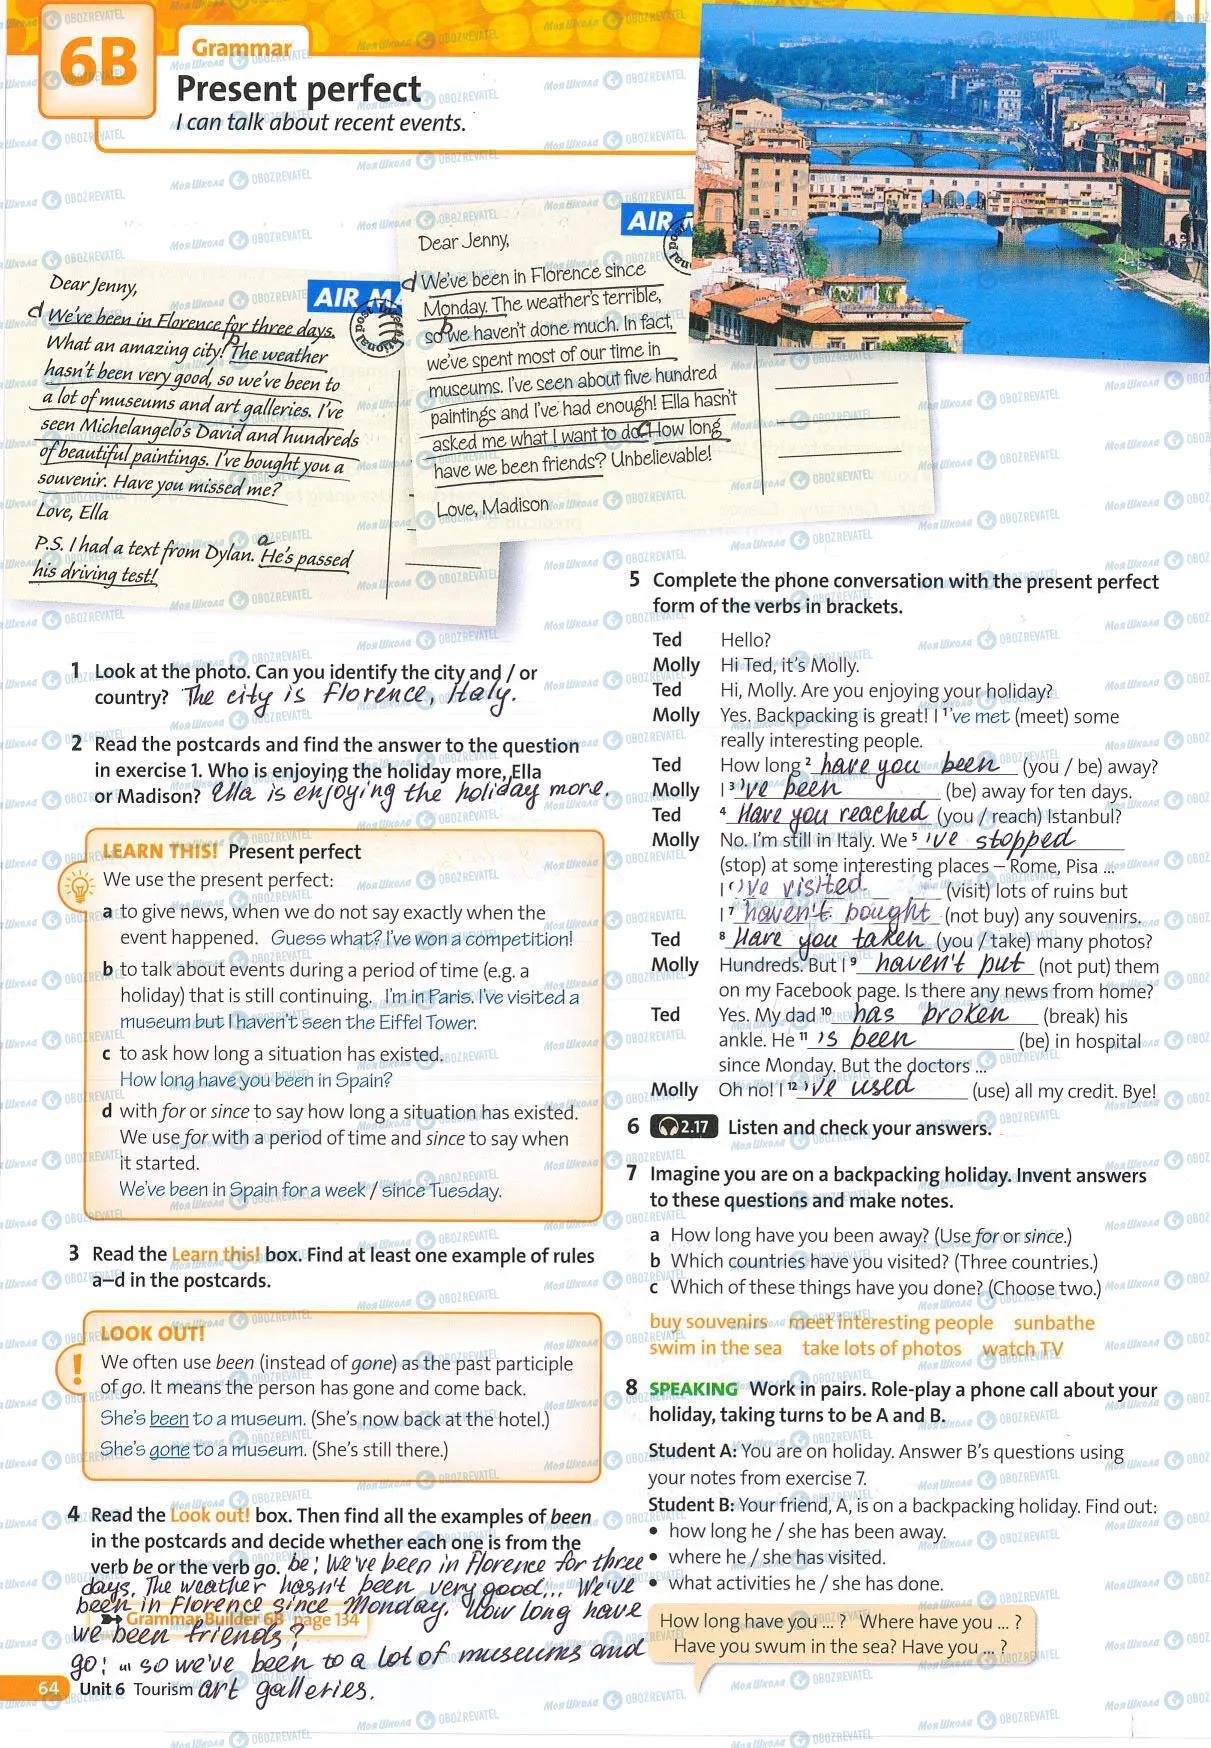 6B
Grammar
Present perfect
I can talk about recent events.
AIR MA
Dear Jenny,
d We've been in Florence for three days.
What an amazing city! b The weather
hasn't been very good, so we've been to
a lot of museums and art galleries. I've
seen Michelangelo's David and hundreds
of beautiful paintings. I've bought you a
souvenir. Have you missed me?
Love, Ella
P.S. I had a text from Dylan. a He's passed
his driving test!
AIR M
Dear Jenny,
d We've been in Florence since
Monday. The weather's terrible,
so b we haven't done much. In fact,
we've spent most of our time in
museums. I've seen about five hundred
paintings and I've had enough! Ella hasn't
asked me what I want to do. c How long
have we been friends? Unbelievable!
Love, Madison
1 Look at the photo. Can you identify the city and / or
country? The city is Florence, Italy.
2 Read the postcards and find the answer to the question
in exercise 1. Who is enjoying the holiday more, Ella
or Madison? Ella is enjoying the holiday more.
LEARN THIS! Present perfect
We use the present perfect:
a to give news, when we do not say exactly when the
event happened. Guess what? I've won a competition!
b to talk about events during a period of time (e.g. a
holiday) that is still continuing. I'm in Paris. I've visited a
museum but I haven't seen the Eiffel Tower.
c to ask how long a situation has existed.
How long have you been in Spain?
d with for or since to say how long a situation has existed.
We use for with a period of time and since to say when
it started.
We've been in Spain for a week / since Tuesday.
3 Read the Learn this! box. Find at least one example of rules
a–d in the postcards.
LOOK OUT!
!
We often use been (instead of gone) as the past participle
of go. It means the person has gone and come back.
She's been to a museum. (She's now back at the hotel.)
She's gone to a museum. (She's still there.)
4 Read the Look out! box. Then find all the examples of been
in the postcards and decide whether each one is from the
verb be or the verb go. be: We've been in Florence for three
days. The weather hasn't been very good... We've
been in Florence since Monday. How long have
Grammar Builder 6B page 134
we been friends?
go: ... so we've been to a lot of museums and
64 Unit 6 Tourism art galleries.
5 Complete the phone conversation with the present perfect
form of the verbs in brackets.
Ted Hello?
Molly Hi Ted, it's Molly.
Ted Hi, Molly. Are you enjoying your holiday?
Molly Yes. Backpacking is great! I 1 've met (meet) some
really interesting people.
Ted How long 2 have you been (you / be) away?
Molly I 3 've been (be) away for ten days.
Ted 4 Have you reached (you / reach) Istanbul?
Molly No. I'm still in Italy. We 5 've stopped
(stop) at some interesting places – Rome, Pisa ...
I 6 've visited (visit) lots of ruins but
I 7 haven't bought (not buy) any souvenirs.
Ted 8 Have you taken (you / take) many photos?
Molly Hundreds. But I 9 haven't put (not put) them
on my Facebook page. Is there any news from home?
Ted Yes. My dad 10 has broken (break) his
ankle. He 11 's been (be) in hospital
since Monday. But the doctors ...
Molly Oh no! I 12 've used (use) all my credit. Bye!
6 2.17 Listen and check your answers.
7 Imagine you are on a backpacking holiday. Invent answers
to these questions and make notes.
a How long have you been away? (Use for or since.)
b Which countries have you visited? (Three countries.)
c Which of these things have you done? (Choose two.)
buy souvenirs meet interesting people sunbathe
swim in the sea take lots of photos watch TV
8 SPEAKING Work in pairs. Role-play a phone call about your
holiday, taking turns to be A and B.
Student A: You are on holiday. Answer B's questions using
your notes from exercise 7.
Student B: Your friend, A, is on a backpacking holiday. Find out:
• how long he / she has been away.
• where he / she has visited.
• what activities he / she has done.
How long have you ... ? Where have you ... ?
Have you swum in the sea? Have you ... ?
Моя Школа OBOZREVATEL